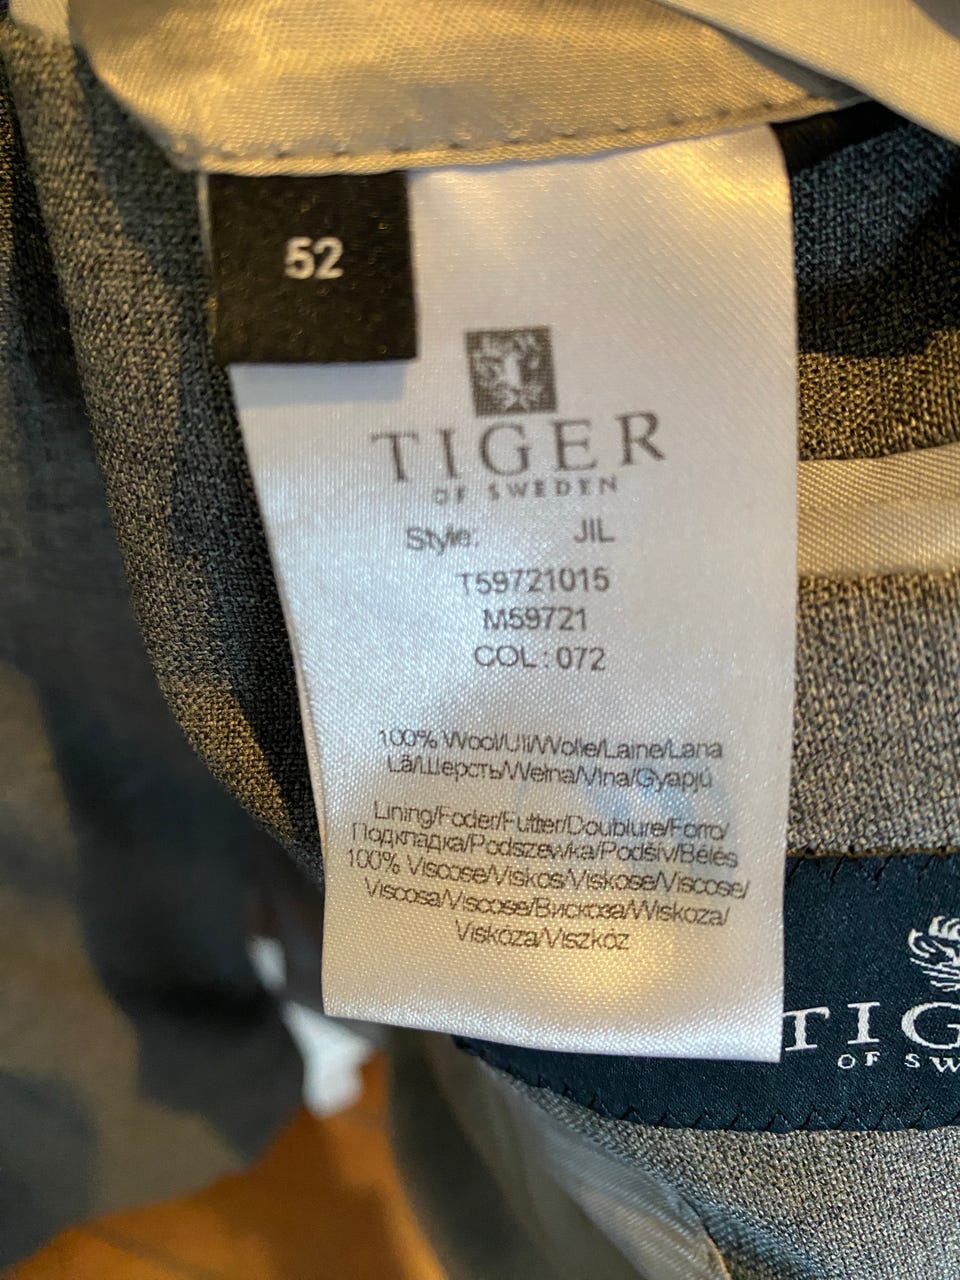 52
TIGER
OF SWEDEN
Style: JIL
T59721015
M59721
COL: 072
100% Wool/Ull/Wolle/Laine/Lana
Lã/Шерсть/Wełna/Vlna/Gyapjú
Lining/Foder/Futter/Doublure/Forro/
Подкладка/Podszewka/Podšív/Bélés
100% Viscose/Viskos/Viskose/Viscose/
Viscosa/Viscose/Вискоза/Wiskoza/
Viskóza/Viszkóz
TIG
OF SW